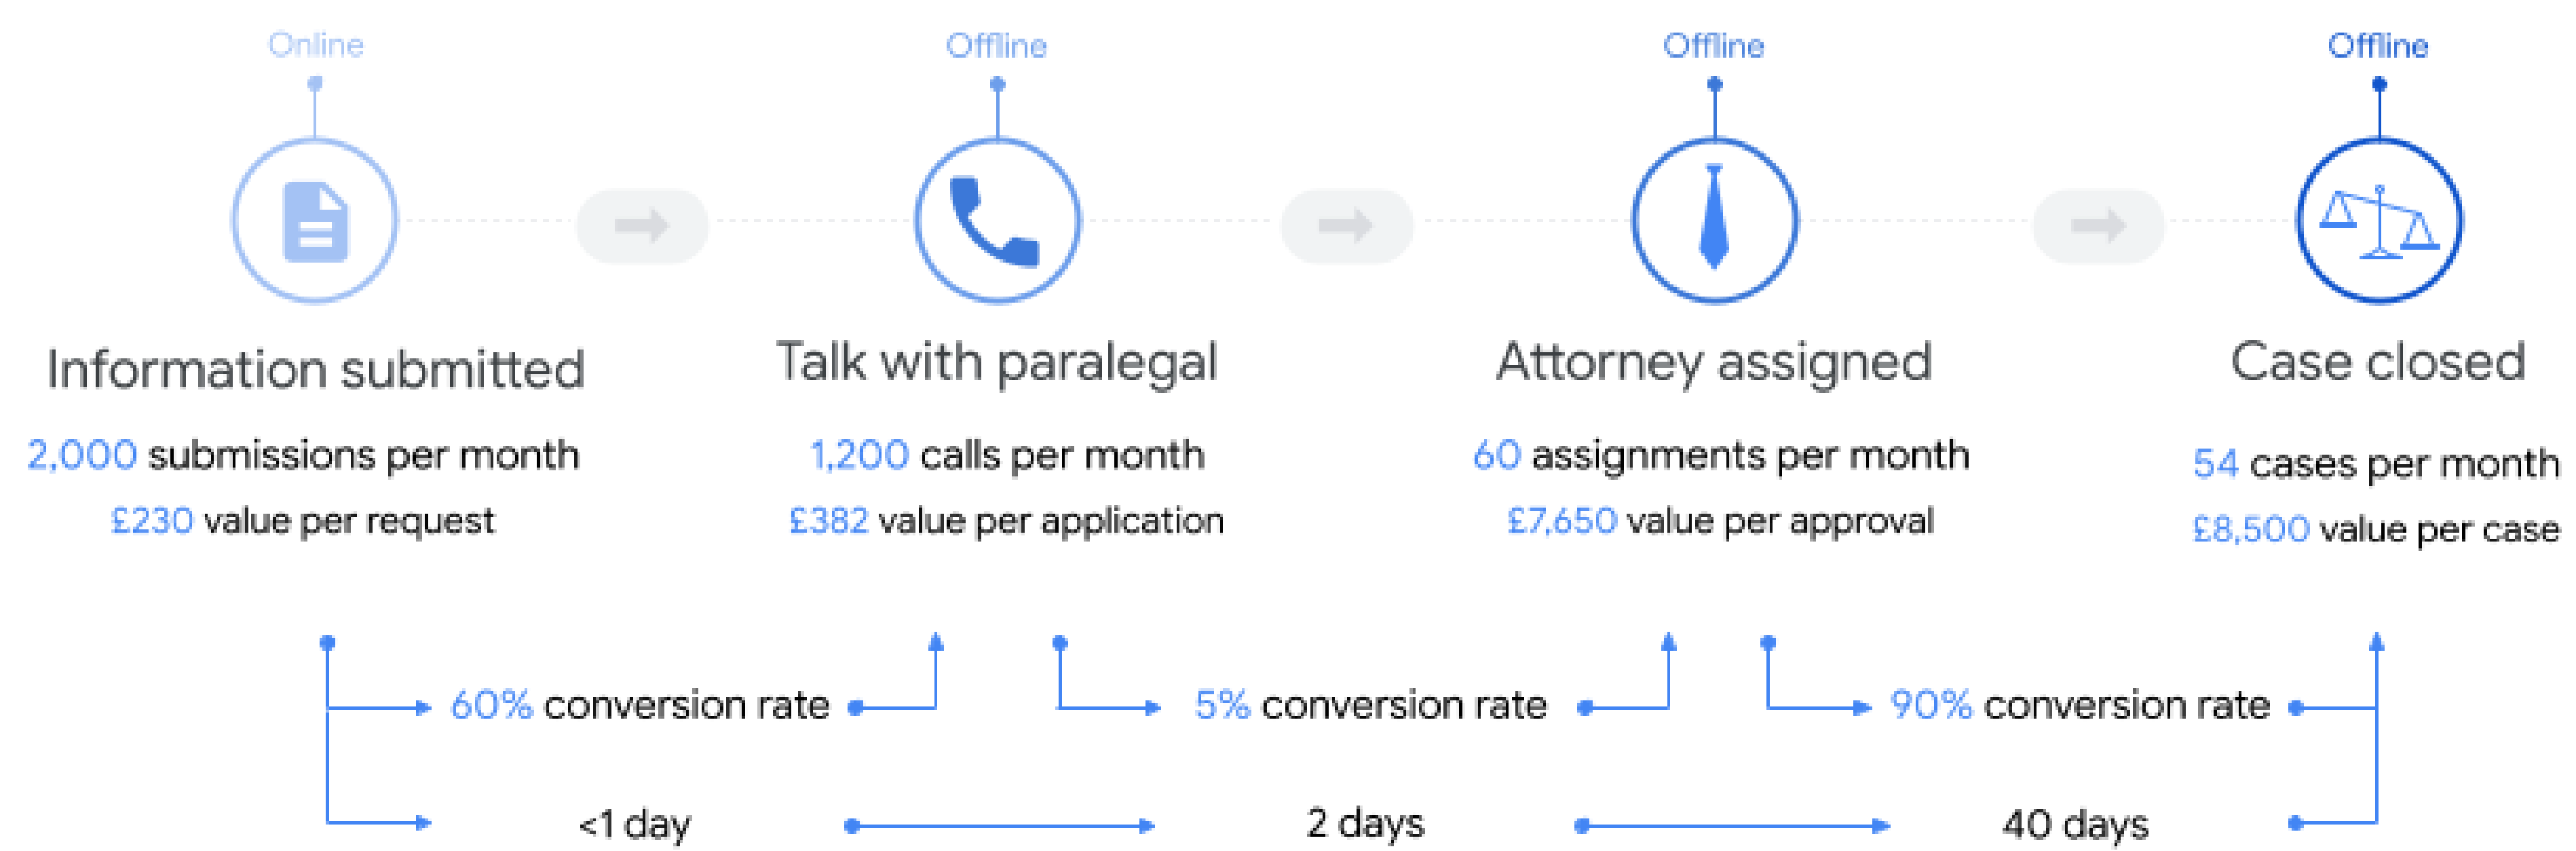 Online
Offline
Offline
Offline
Information submitted
Talk with paralegal
Attorney assigned
Case closed
2,000 submissions per month
1,200 calls per month
60 assignments per month
54 cases per month
£230 value per request
£382 value per application
£7,650 value per approval
£8,500 value per case
60% conversion rate
5% conversion rate
90% conversion rate
<1 day
2 days
40 days